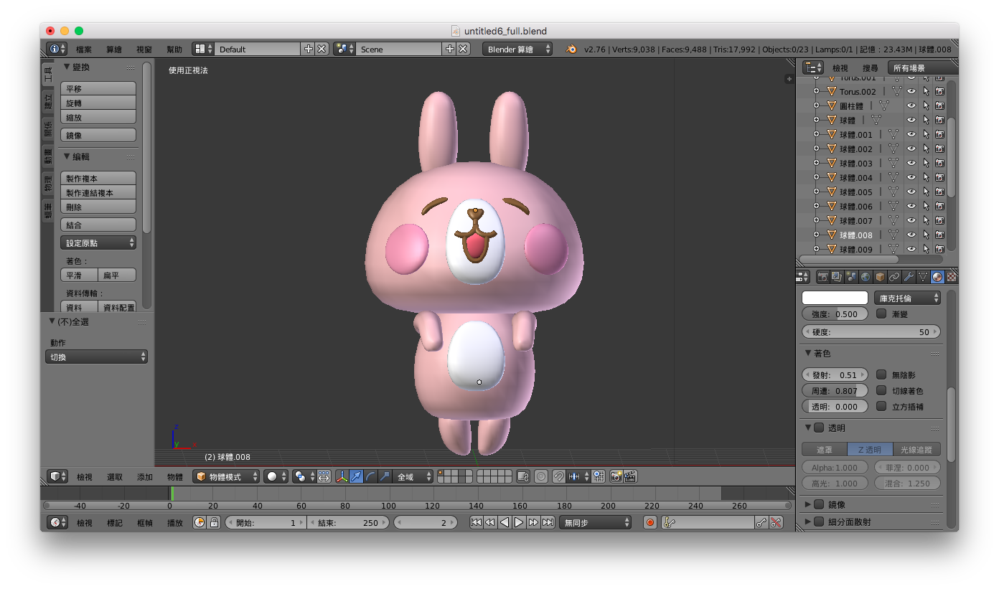 untitled6_full.blend
檔案 算繪 視窗 幫助 Default Scene Blender 算繪 v2.76 | Verts:9,038 | Faces:9,488 | Tris:17,992 | Objects:0/23 | Lamps:0/1 | 記憶：23.43M | 球體.008
工具
建立
關係
動畫
物理
蠟筆
變換
平移
旋轉
縮放
鏡像
編輯
製作複本
製作連結複本
刪除
結合
設定原點
著色：
平滑 扁平
資料傳輸：
資料 資料配置
(不)全選
動作
切換
使用正視法
z
y
x
(2) 球體.008
檢視 搜尋 所有場景
Torus.001
Torus.002
圓柱體
球體
球體.001
球體.002
球體.003
球體.004
球體.005
球體.006
球體.007
球體.008
球體.009
庫克托倫
強度: 0.500 漸變
硬度: 50
著色
發射: 0.51 無陰影
周遭: 0.807 切線著色
透明: 0.000 立方插補
透明
遮罩 Z 透明 光線追蹤
Alpha:1.000 菲涅: 0.000
高光: 1.000 混合: 1.250
鏡像
細分面散射
檢視 選取 添加 物體 物體模式 全域
-40 -20 0 20 40 60 80 100 120 140 160 180 200 220 240 260
檢視 標記 框幀 播放 開始: 1 結束: 250 2 無同步